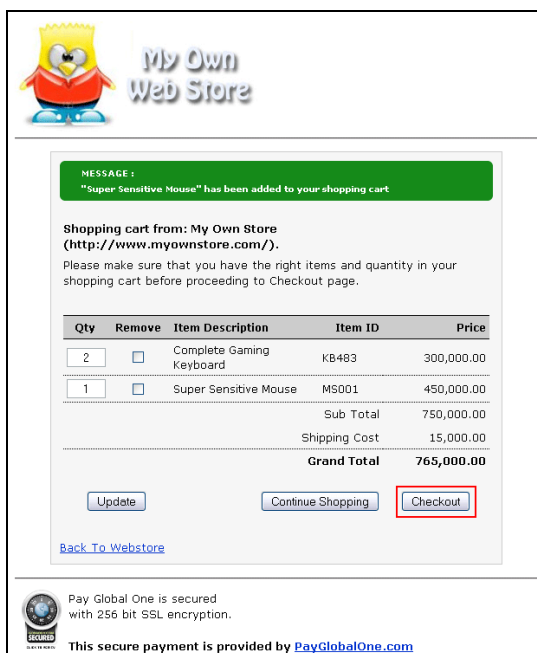 My Own
Web Store
MESSAGE :
"Super Sensitive Mouse" has been added to your shopping cart
Shopping cart from: My Own Store
(http://www.myownstore.com/).
Please make sure that you have the right items and quantity in your
shopping cart before proceeding to Checkout page.
Qty Remove Item Description Item ID Price
2 Complete Gaming Keyboard KB483 300,000.00
1 Super Sensitive Mouse MS001 450,000.00
Sub Total 750,000.00
Shipping Cost 15,000.00
Grand Total 765,000.00
Update Continue Shopping Checkout
Back To Webstore
Pay Global One is secured
with 256 bit SSL encryption.
SECURED
This secure payment is provided by PayGlobalOne.com